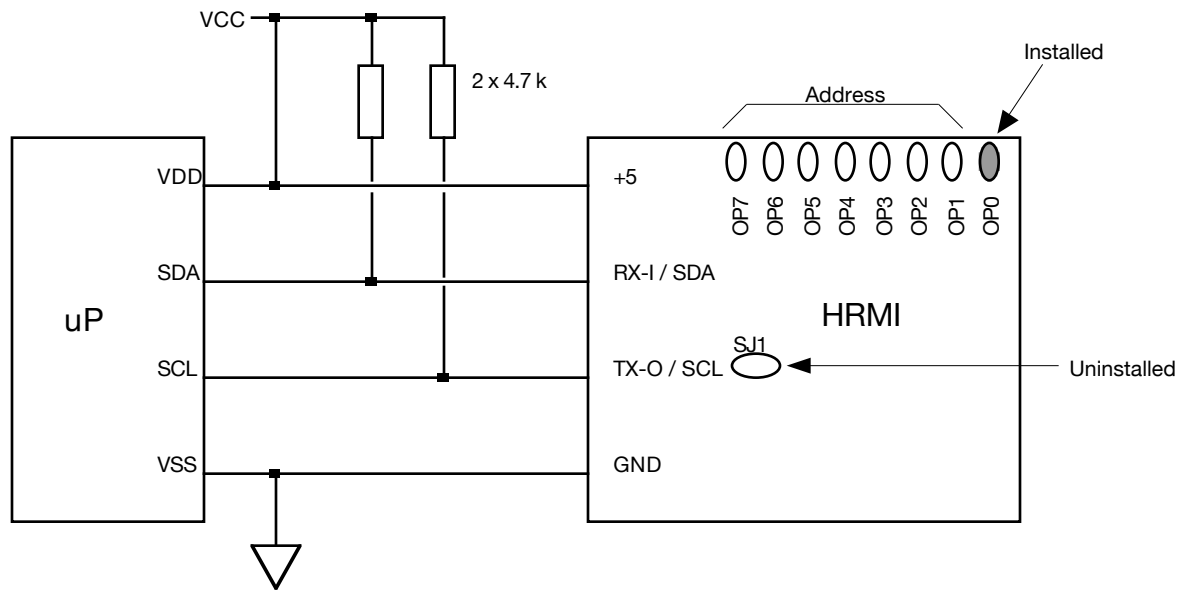 VCC
2 x 4.7 k
Installed
Address
VDD
+5
OP7
OP6
OP5
OP4
OP3
OP2
OP1
OP0
SDA
RX-I / SDA
uP
HRMI
SJ1
SCL
TX-O / SCL
Uninstalled
VSS
GND